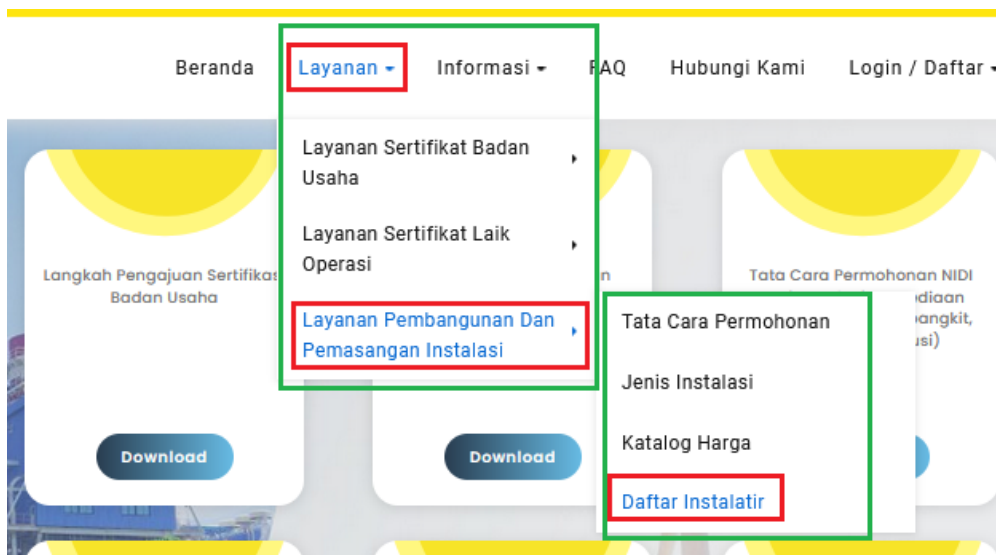 Beranda
Layanan
Informasi
FAQ
Hubungi Kami
Login / Daftar
Layanan Sertifikat Badan
Usaha
Layanan Sertifikat Laik
Operasi
Layanan Pembangunan Dan
Pemasangan Instalasi
Tata Cara Permohonan
Jenis Instalasi
Katalog Harga
Daftar Instalatir
Langkah Pengajuan Sertifikas
Badan Usaha
Download
Download
Tata Cara Permohonan NIDI